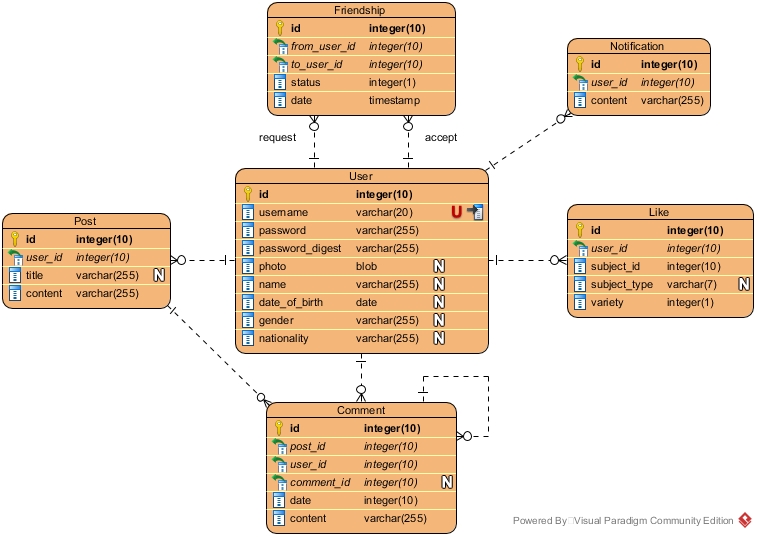 Friendship
id integer(10)
from_user_id integer(10)
to_user_id integer(10)
status integer(1)
date timestamp
Notification
id integer(10)
user_id integer(10)
content varchar(255)
request
accept
User
id integer(10)
username varchar(20) U
password varchar(255)
password_digest varchar(255)
photo blob N
name varchar(255) N
date_of_birth date N
gender varchar(255) N
nationality varchar(255) N
Post
id integer(10)
user_id integer(10)
title varchar(255) N
content varchar(255)
Like
id integer(10)
user_id integer(10)
subject_id integer(10)
subject_type varchar(7) N
variety integer(1)
Comment
id integer(10)
post_id integer(10)
user_id integer(10)
comment_id integer(10) N
date integer(10)
content varchar(255)
Powered By Visual Paradigm Community Edition